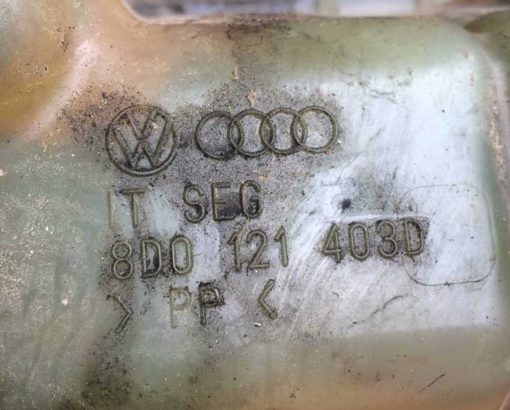 IT SEG
8D0 121 403D
> PP <